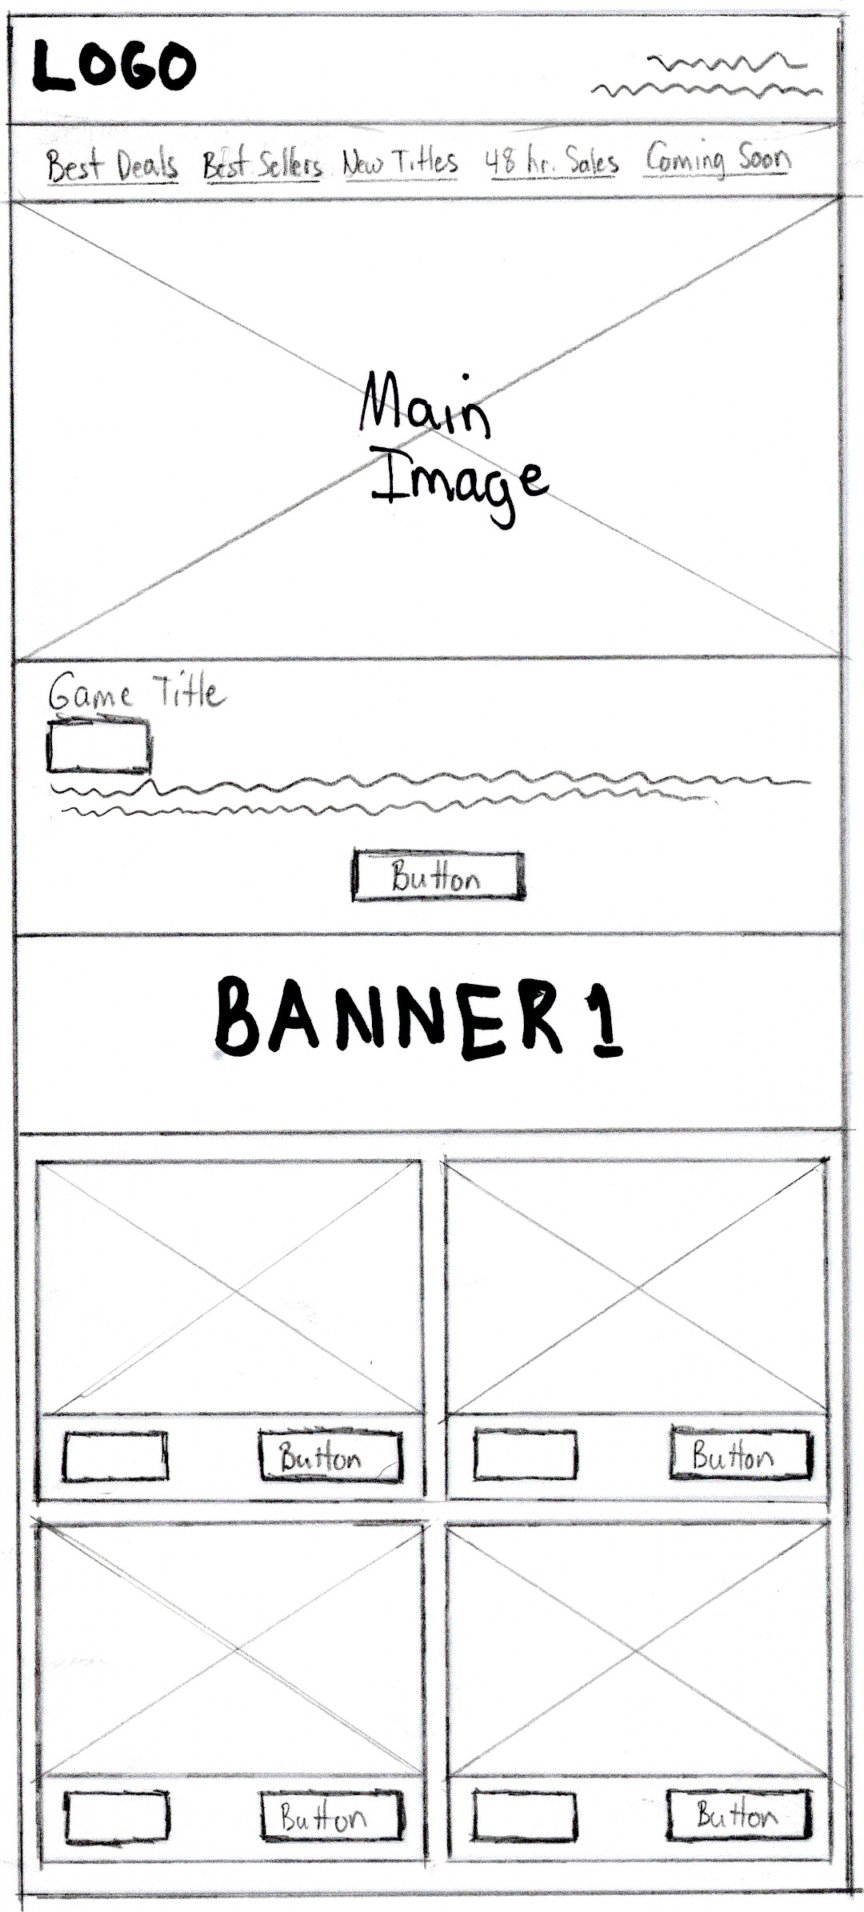 LOGO
Best Deals Best Sellers New Titles 48 hr. Sales Coming Soon
Main
Image
Game Title
Button
BANNER 1
Button Button
Button Button